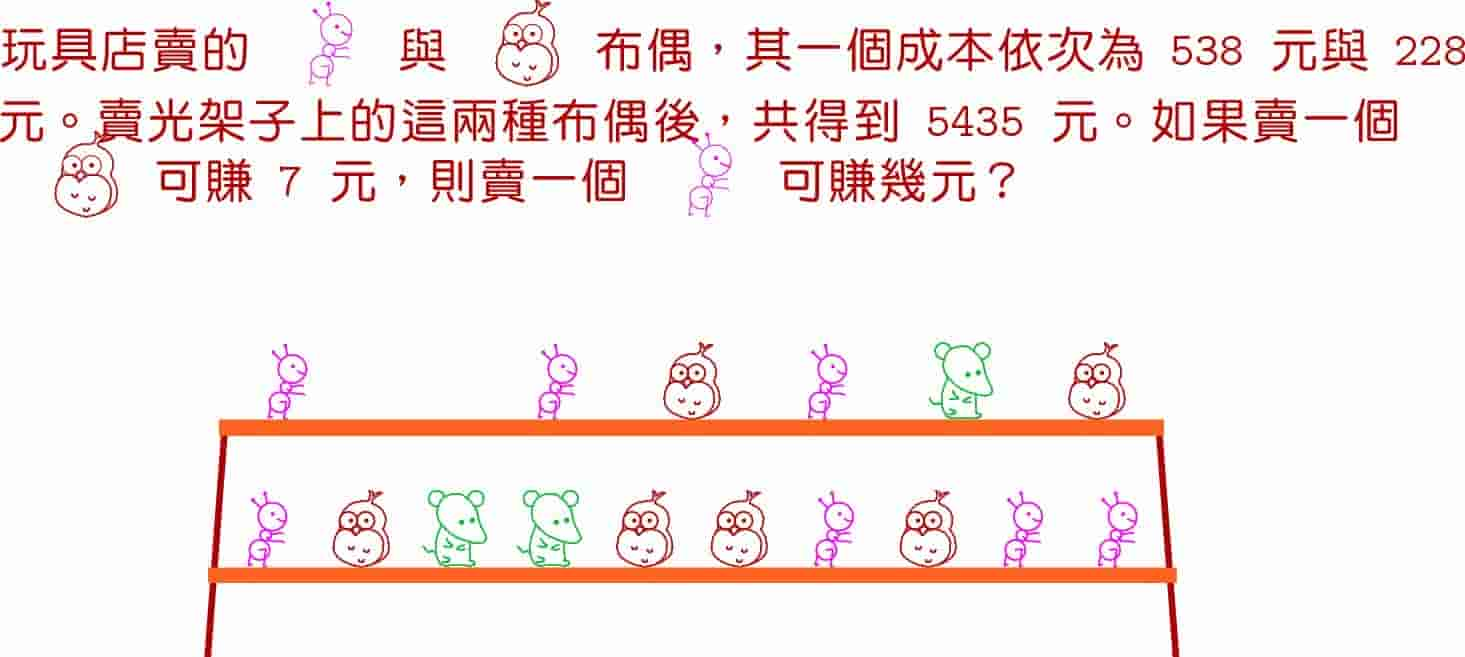 玩具店賣的 與 布偶，其一個成本依次為 538 元與 228
元。賣光架子上的這兩種布偶後，共得到 5435 元。如果賣一個
可賺 7 元，則賣一個 可賺幾元？